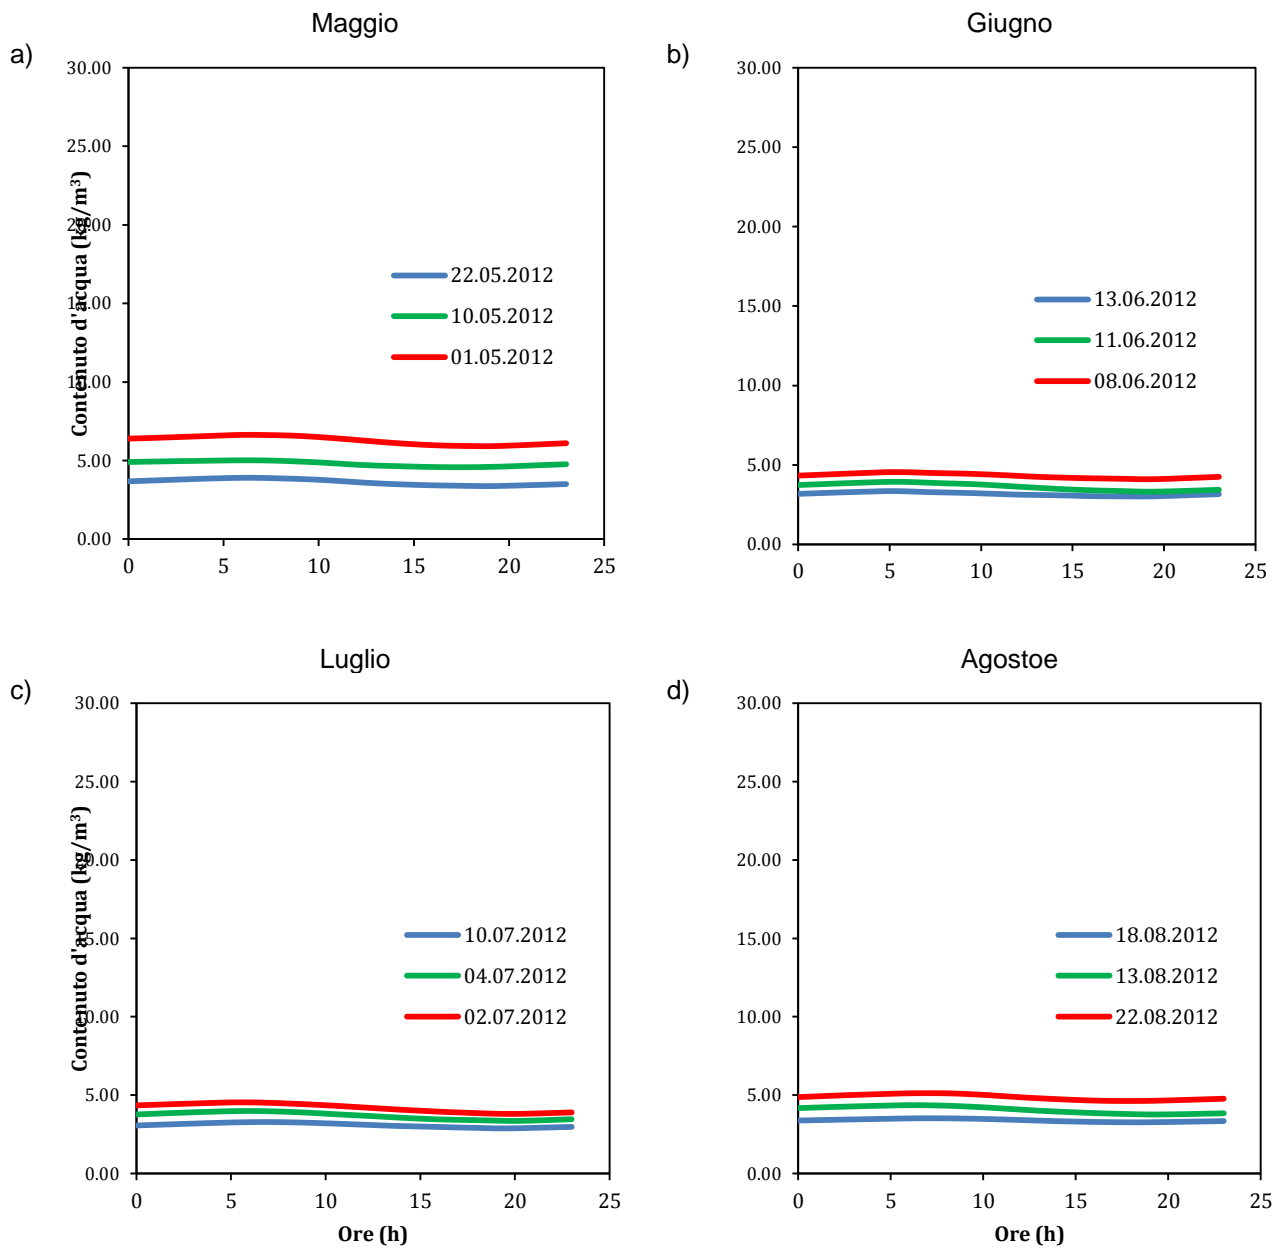 Maggio
a)
30.00
25.00
20.00
15.00
10.00
5.00
0.00
0 5 10 15 20 25
Contenuto d'acqua (kg/m³)
22.05.2012
10.05.2012
01.05.2012
Giugno
b)
30.00
25.00
20.00
15.00
10.00
5.00
0.00
0 5 10 15 20 25
13.06.2012
11.06.2012
08.06.2012
Luglio
c)
30.00
25.00
20.00
15.00
10.00
5.00
0.00
0 5 10 15 20 25
Contenuto d'acqua (kg/m³)
Ore (h)
10.07.2012
04.07.2012
02.07.2012
Agostoe
d)
30.00
25.00
20.00
15.00
10.00
5.00
0.00
0 5 10 15 20 25
Ore (h)
18.08.2012
13.08.2012
22.08.2012